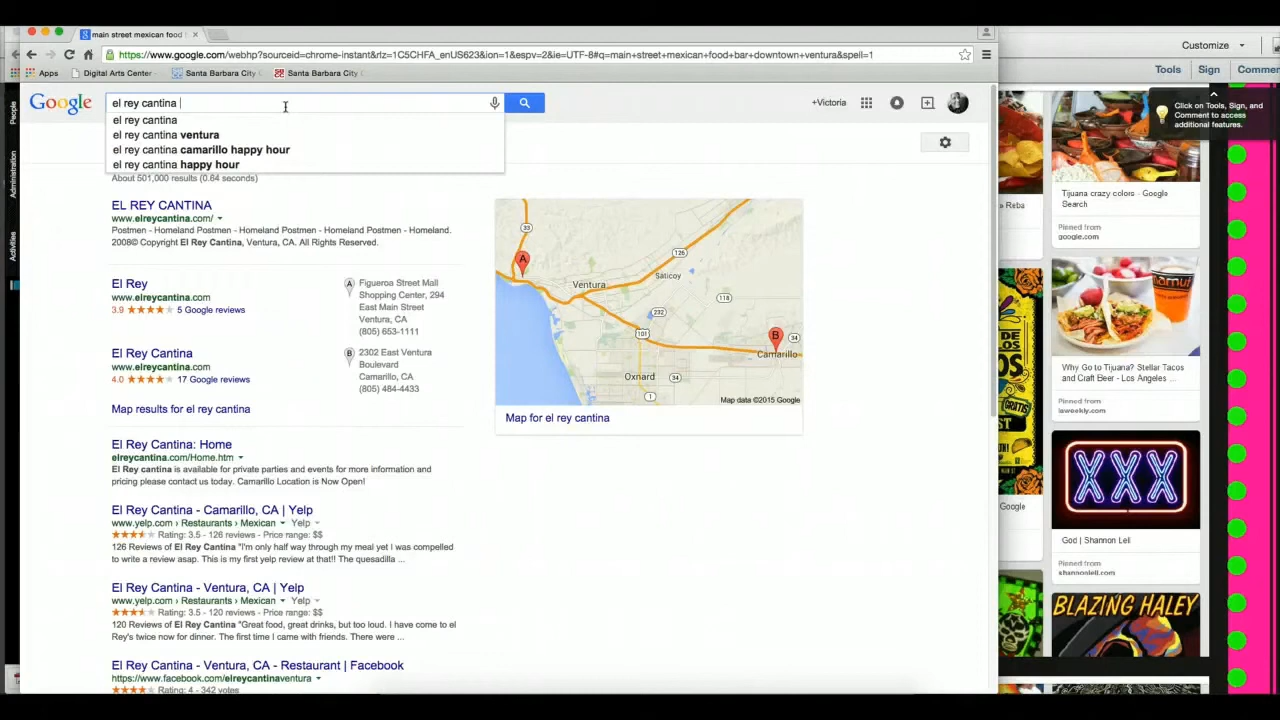 main street mexican food
https://www.google.com/webhp?sourceid=chrome-instant&rlz=1C5CHFA_enUS623&ion=1&espv=2&ie=UTF-8#q=main+street+mexican+food+bar+downtown+ventura&spell=1
Apps
Digital Arts Center
Santa Barbara City
Santa Barbara City
Google
el rey cantina
+Victoria
el rey cantina
el rey cantina ventura
el rey cantina camarillo happy hour
el rey cantina happy hour
About 501,000 results (0.64 seconds)
EL REY CANTINA
www.elreycantina.com/
Postmen - Homeland Postmen - Homeland Postmen - Homeland.
2008© Copyright El Rey Cantina, Ventura, CA. All Rights Reserved.
El Rey
www.elreycantina.com
3.9 5 Google reviews
A
Figueroa Street Mall
Shopping Center, 294
East Main Street
Ventura, CA
(805) 653-1111
El Rey Cantina
www.elreycantina.com
4.0 17 Google reviews
B
2302 East Ventura
Boulevard
Camarillo, CA
(805) 484-4433
Map results for el rey cantina
El Rey Cantina: Home
elreycantina.com/Home.htm
El Rey cantina is available for private parties and events for more information and
pricing please contact us today. Camarillo Location is Now Open!
El Rey Cantina - Camarillo, CA | Yelp
www.yelp.com › Restaurants › Mexican Yelp
Rating: 3.5 - 126 reviews - Price range: $$
126 Reviews of El Rey Cantina "I'm only half way through my meal yet I was compelled
to write a review asap. This is my first yelp review at that!! The quesadilla ...
El Rey Cantina - Ventura, CA | Yelp
www.yelp.com › Restaurants › Mexican Yelp
Rating: 3.5 - 120 reviews - Price range: $$
120 Reviews of El Rey Cantina "Great food, great drinks, but too loud. I have come to el
Rey's twice now for dinner. The first time I came with friends. There were ...
El Rey Cantina - Ventura, CA - Restaurant | Facebook
https://www.facebook.com/elreycantinaventura
Rating: 4 - 342 votes
33
A
126
Saticoy
Ventura
118
232
101
B
34
Camarillo
Oxnard
34
1
Map data ©2015 Google
Map for el rey cantina
People
Administration
Activities
Customize
Tools
Sign
Click on Tools, Sign, and
Comment to access
additional features.
Reba
Google
Tijuana crazy colors - Google
Search
Pinned from
google.com
Why Go to Tijuana? Stellar Tacos
and Craft Beer - Los Angeles ...
Pinned from
laweekly.com
XXX
God | Shannon Lell
Pinned from
shannonlell.com
BLAZING HALEY